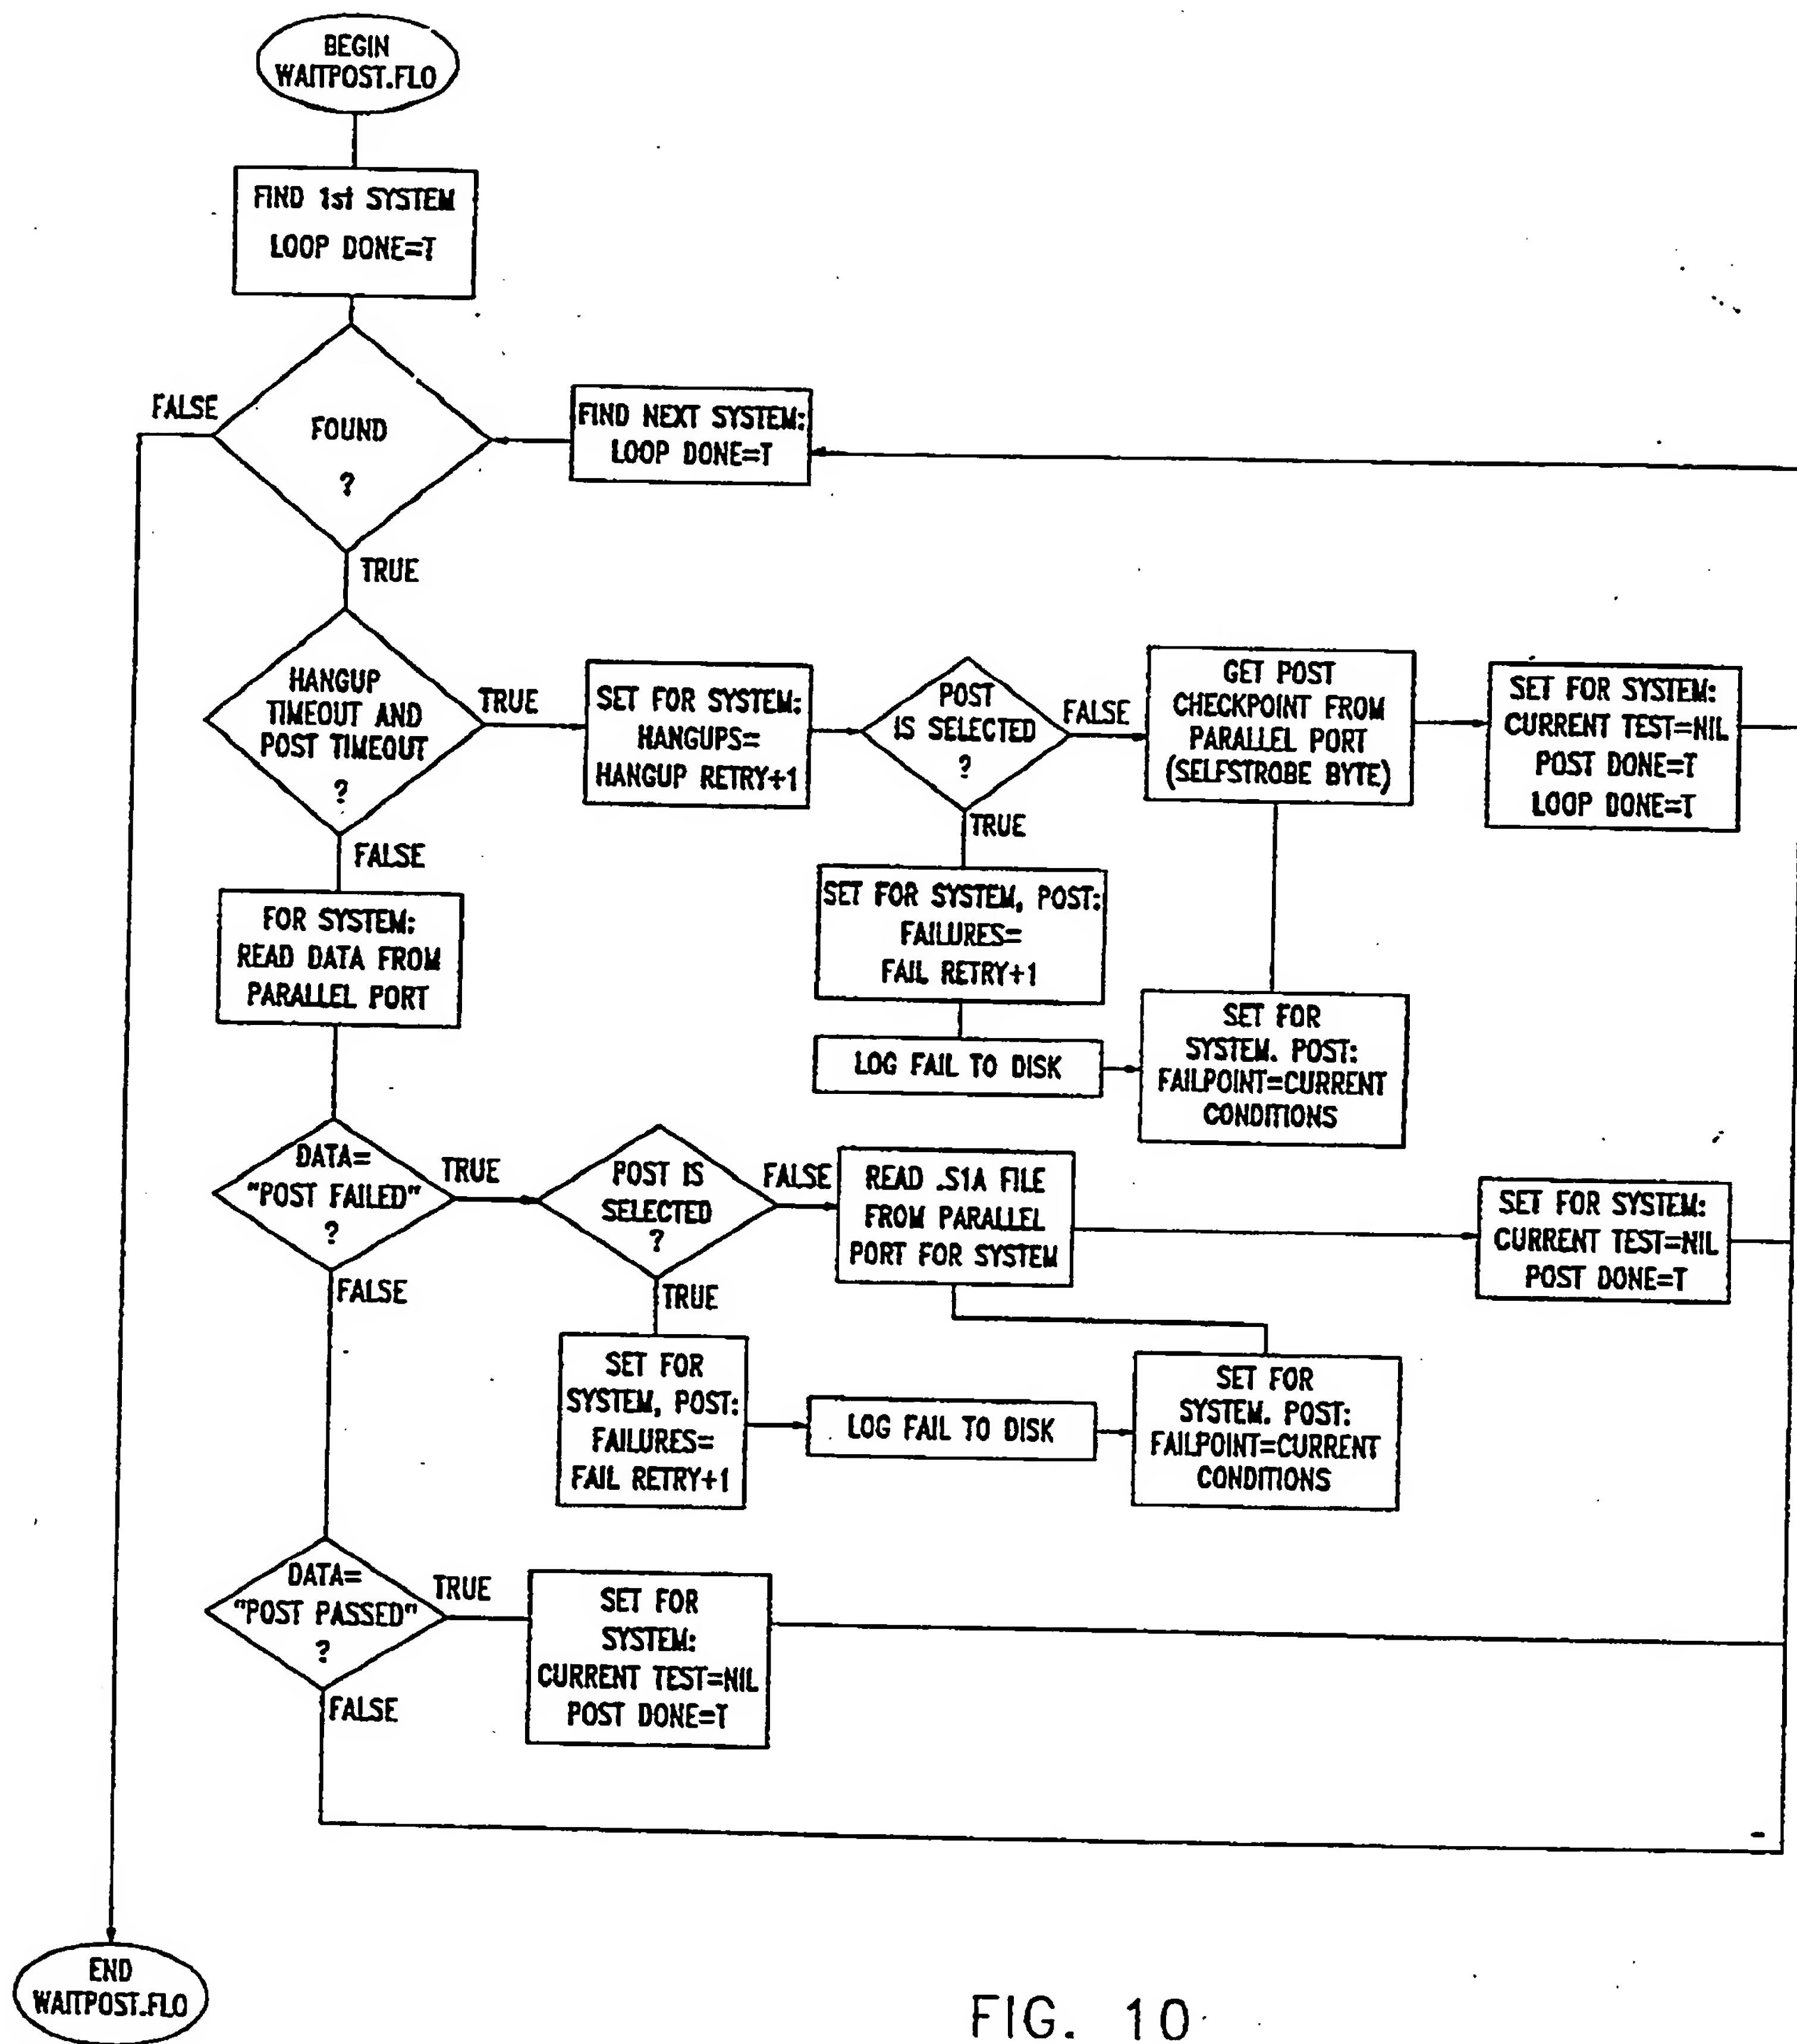 BEGIN
WAITPOST.FLO
FIND 1st SYSTEM
LOOP DONE=T
FALSE
FOUND
?
FIND NEXT SYSTEM:
LOOP DONE=T
TRUE
HANGUP
TIMEOUT AND
POST TIMEOUT
?
TRUE
SET FOR SYSTEM:
HANGUPS=
HANGUP RETRY+1
POST
IS SELECTED
?
FALSE
GET POST
CHECKPOINT FROM
PARALLEL PORT
(SELFSTROBE BYTE)
SET FOR SYSTEM:
CURRENT TEST=NIL
POST DONE=T
LOOP DONE=T
TRUE
FALSE
SET FOR SYSTEM, POST:
FAILURES=
FAIL RETRY+1
FOR SYSTEM:
READ DATA FROM
PARALLEL PORT
LOG FAIL TO DISK
SET FOR
SYSTEM. POST:
FAILPOINT=CURRENT
CONDITIONS
DATA=
"POST FAILED"
?
TRUE
POST IS
SELECTED
?
FALSE
READ .S1A FILE
FROM PARALLEL
PORT FOR SYSTEM
SET FOR SYSTEM:
CURRENT TEST=NIL
POST DONE=T
FALSE
TRUE
SET FOR
SYSTEM, POST:
FAILURES=
FAIL RETRY+1
LOG FAIL TO DISK
SET FOR
SYSTEM. POST:
FAILPOINT=CURRENT
CONDITIONS
DATA=
"POST PASSED"
?
TRUE
SET FOR
SYSTEM:
CURRENT TEST=NIL
POST DONE=T
FALSE
END
WAITPOST.FLO
FIG. 10